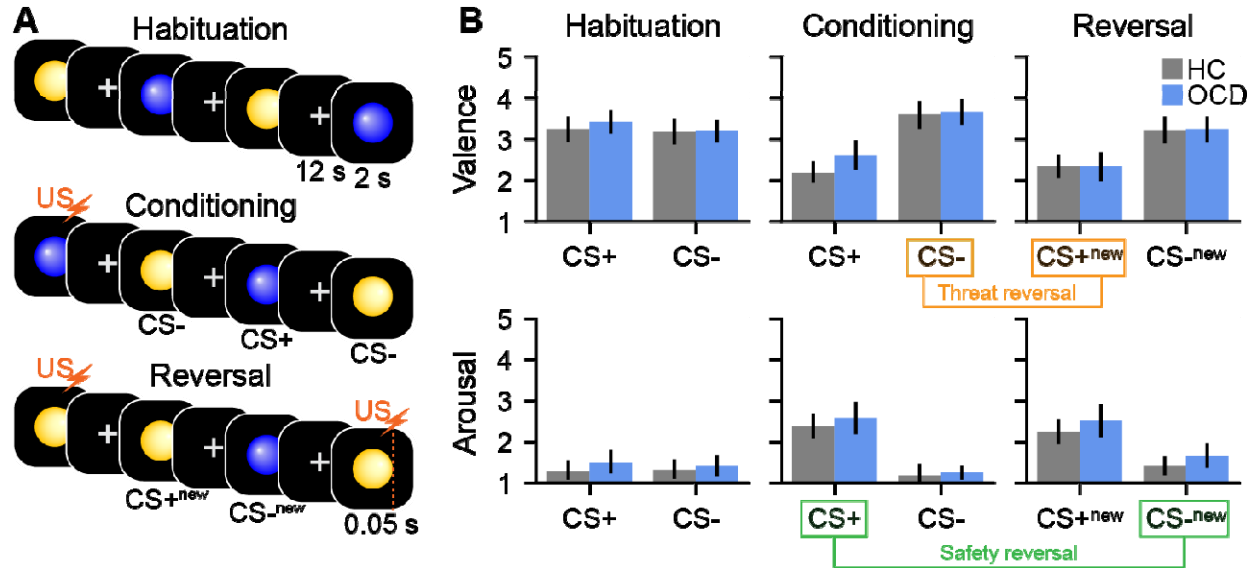 A
Habituation
+ + +
12 s 2 s
US
Conditioning
+ + +
CS- CS+ CS-
US
Reversal
US
+ + +
CS+new CS-new
0.05 s
B
Habituation Conditioning Reversal
HC
OCD
Valence
5
4
3
2
1
CS+ CS- CS+ CS- CS+new CS-new
Threat reversal
Arousal
5
4
3
2
1
CS+ CS- CS+ CS- CS+new CS-new
Safety reversal